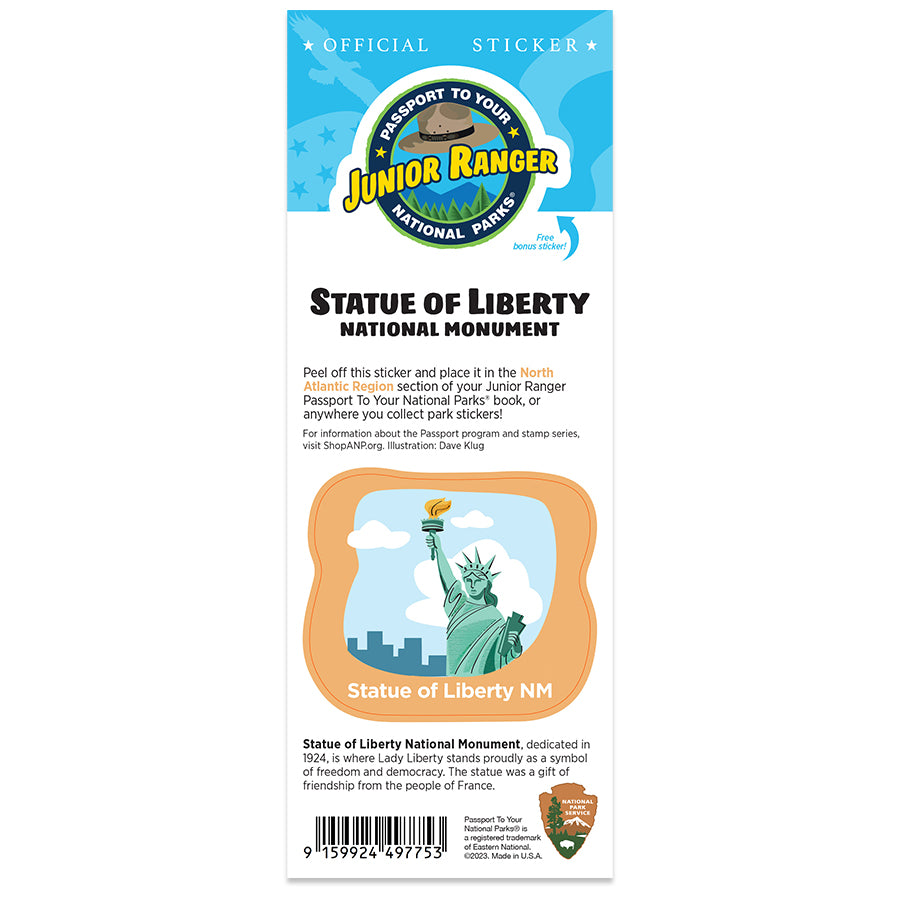 ★ OFFICIAL STICKER ★
PASSPORT TO YOUR
JUNIOR RANGER
NATIONAL PARKS®
Free
bonus sticker!
STATUE OF LIBERTY
NATIONAL MONUMENT
Peel off this sticker and place it in the North
Atlantic Region section of your Junior Ranger
Passport To Your National Parks® book, or
anywhere you collect park stickers!
For information about the Passport program and stamp series,
visit ShopANP.org. Illustration: Dave Klug
Statue of Liberty NM
Statue of Liberty National Monument, dedicated in
1924, is where Lady Liberty stands proudly as a symbol
of freedom and democracy. The statue was a gift of
friendship from the people of France.
9 159924 497753
Passport To Your
National Parks® is
a registered trademark
of Eastern National.
©2023. Made in U.S.A.
NATIONAL
PARK
SERVICE